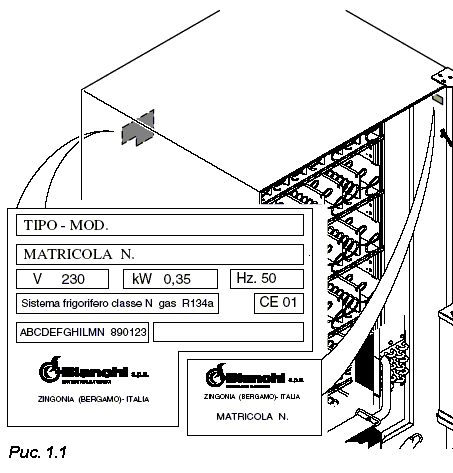 TIPO - MOD.
MATRICOLA N.
V 230 kW 0,35 Hz. 50
Sistema frigorifero classe N gas R134a CE 01
ABCDEFGHILMN 890123
Bianchi s.p.a.
ZINGONIA (BERGAMO)- ITALIA
Bianchi s.p.a.
ZINGONIA (BERGAMO)- ITALIA
MATRICOLA N.
Рис. 1.1